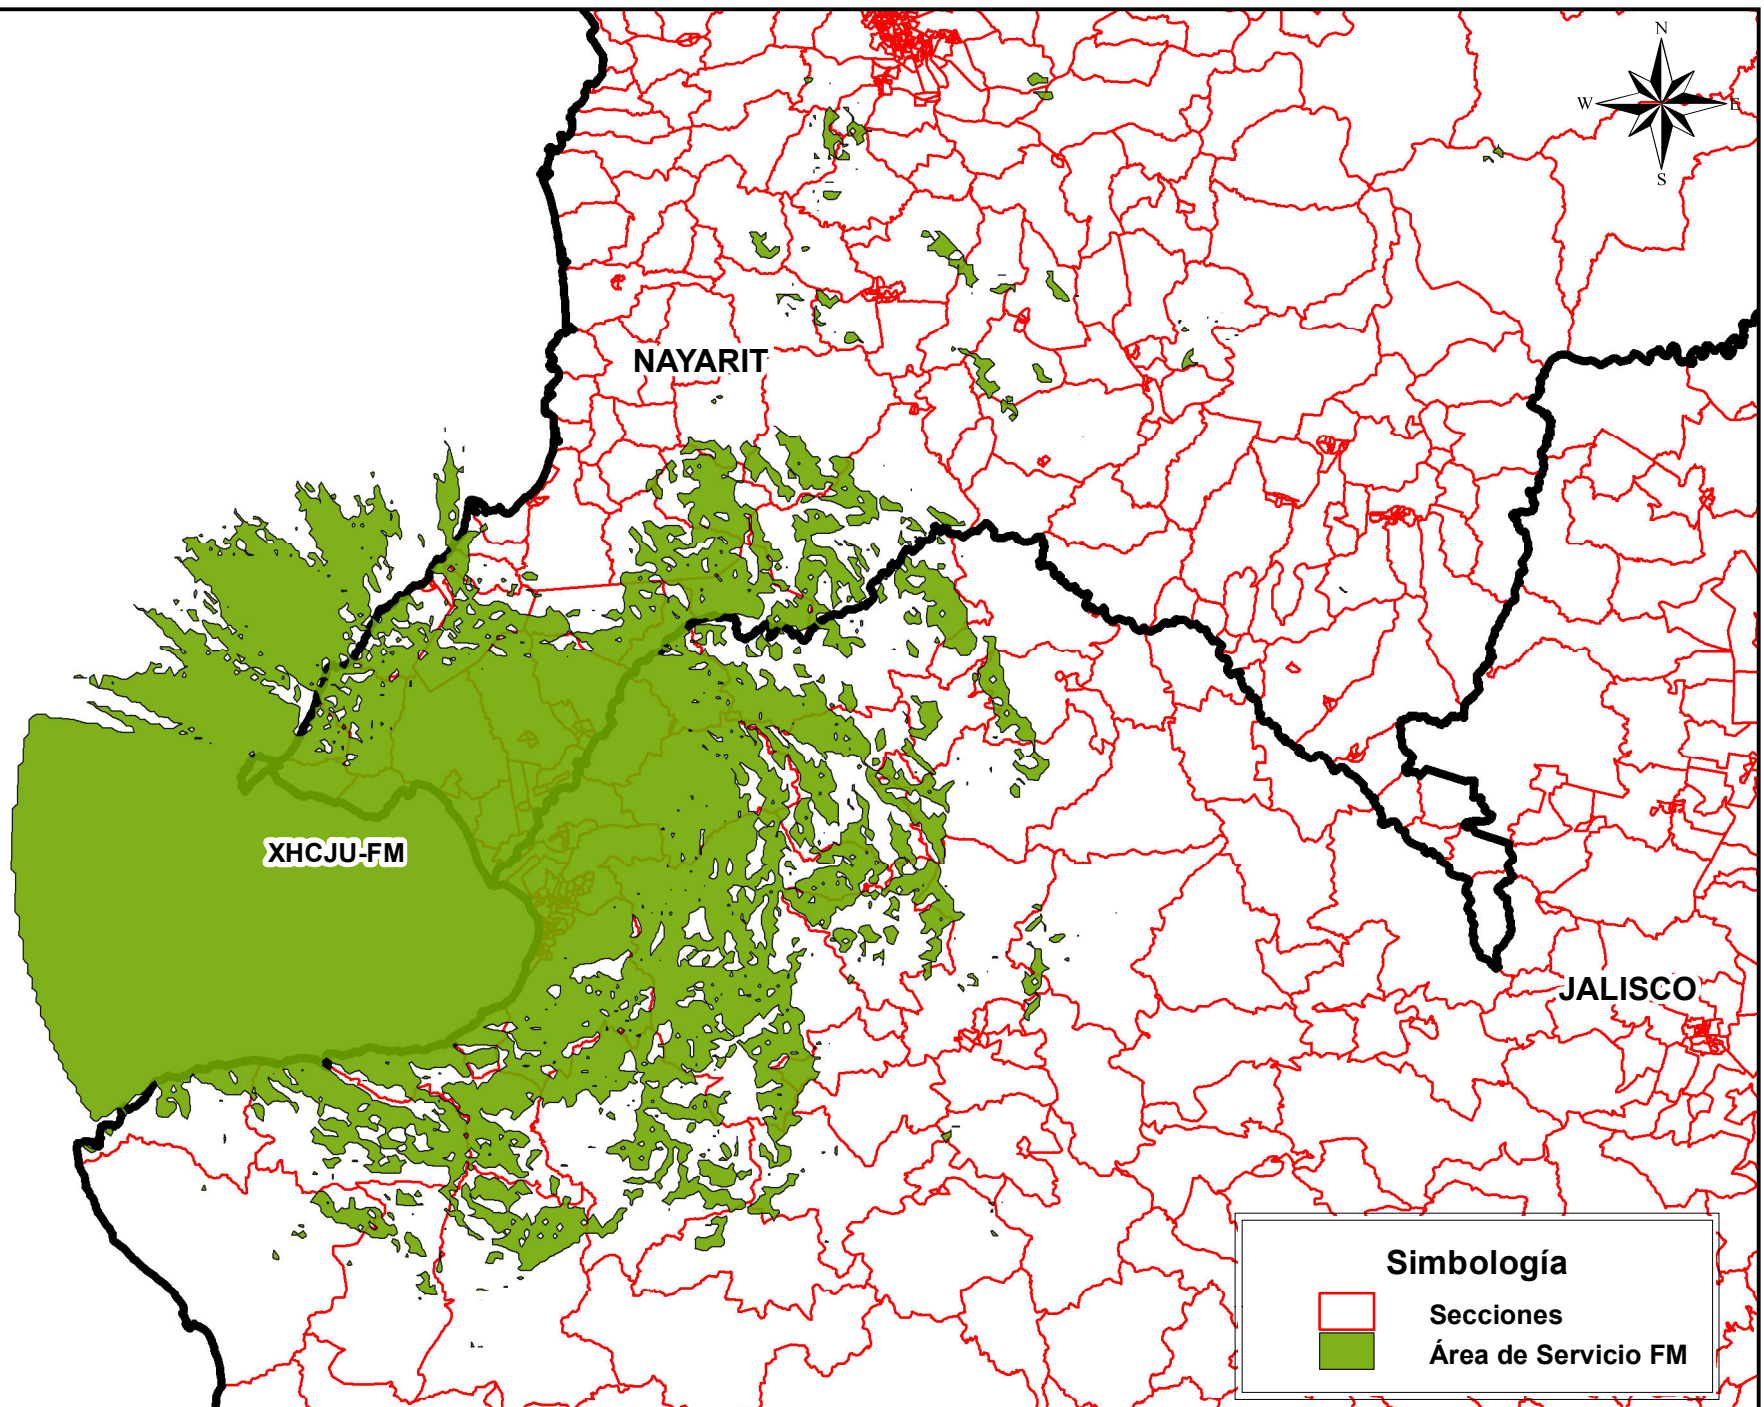 N
W
E
S
NAYARIT
XHCJU-FM
JALISCO
Simbología
Secciones
Área de Servicio FM